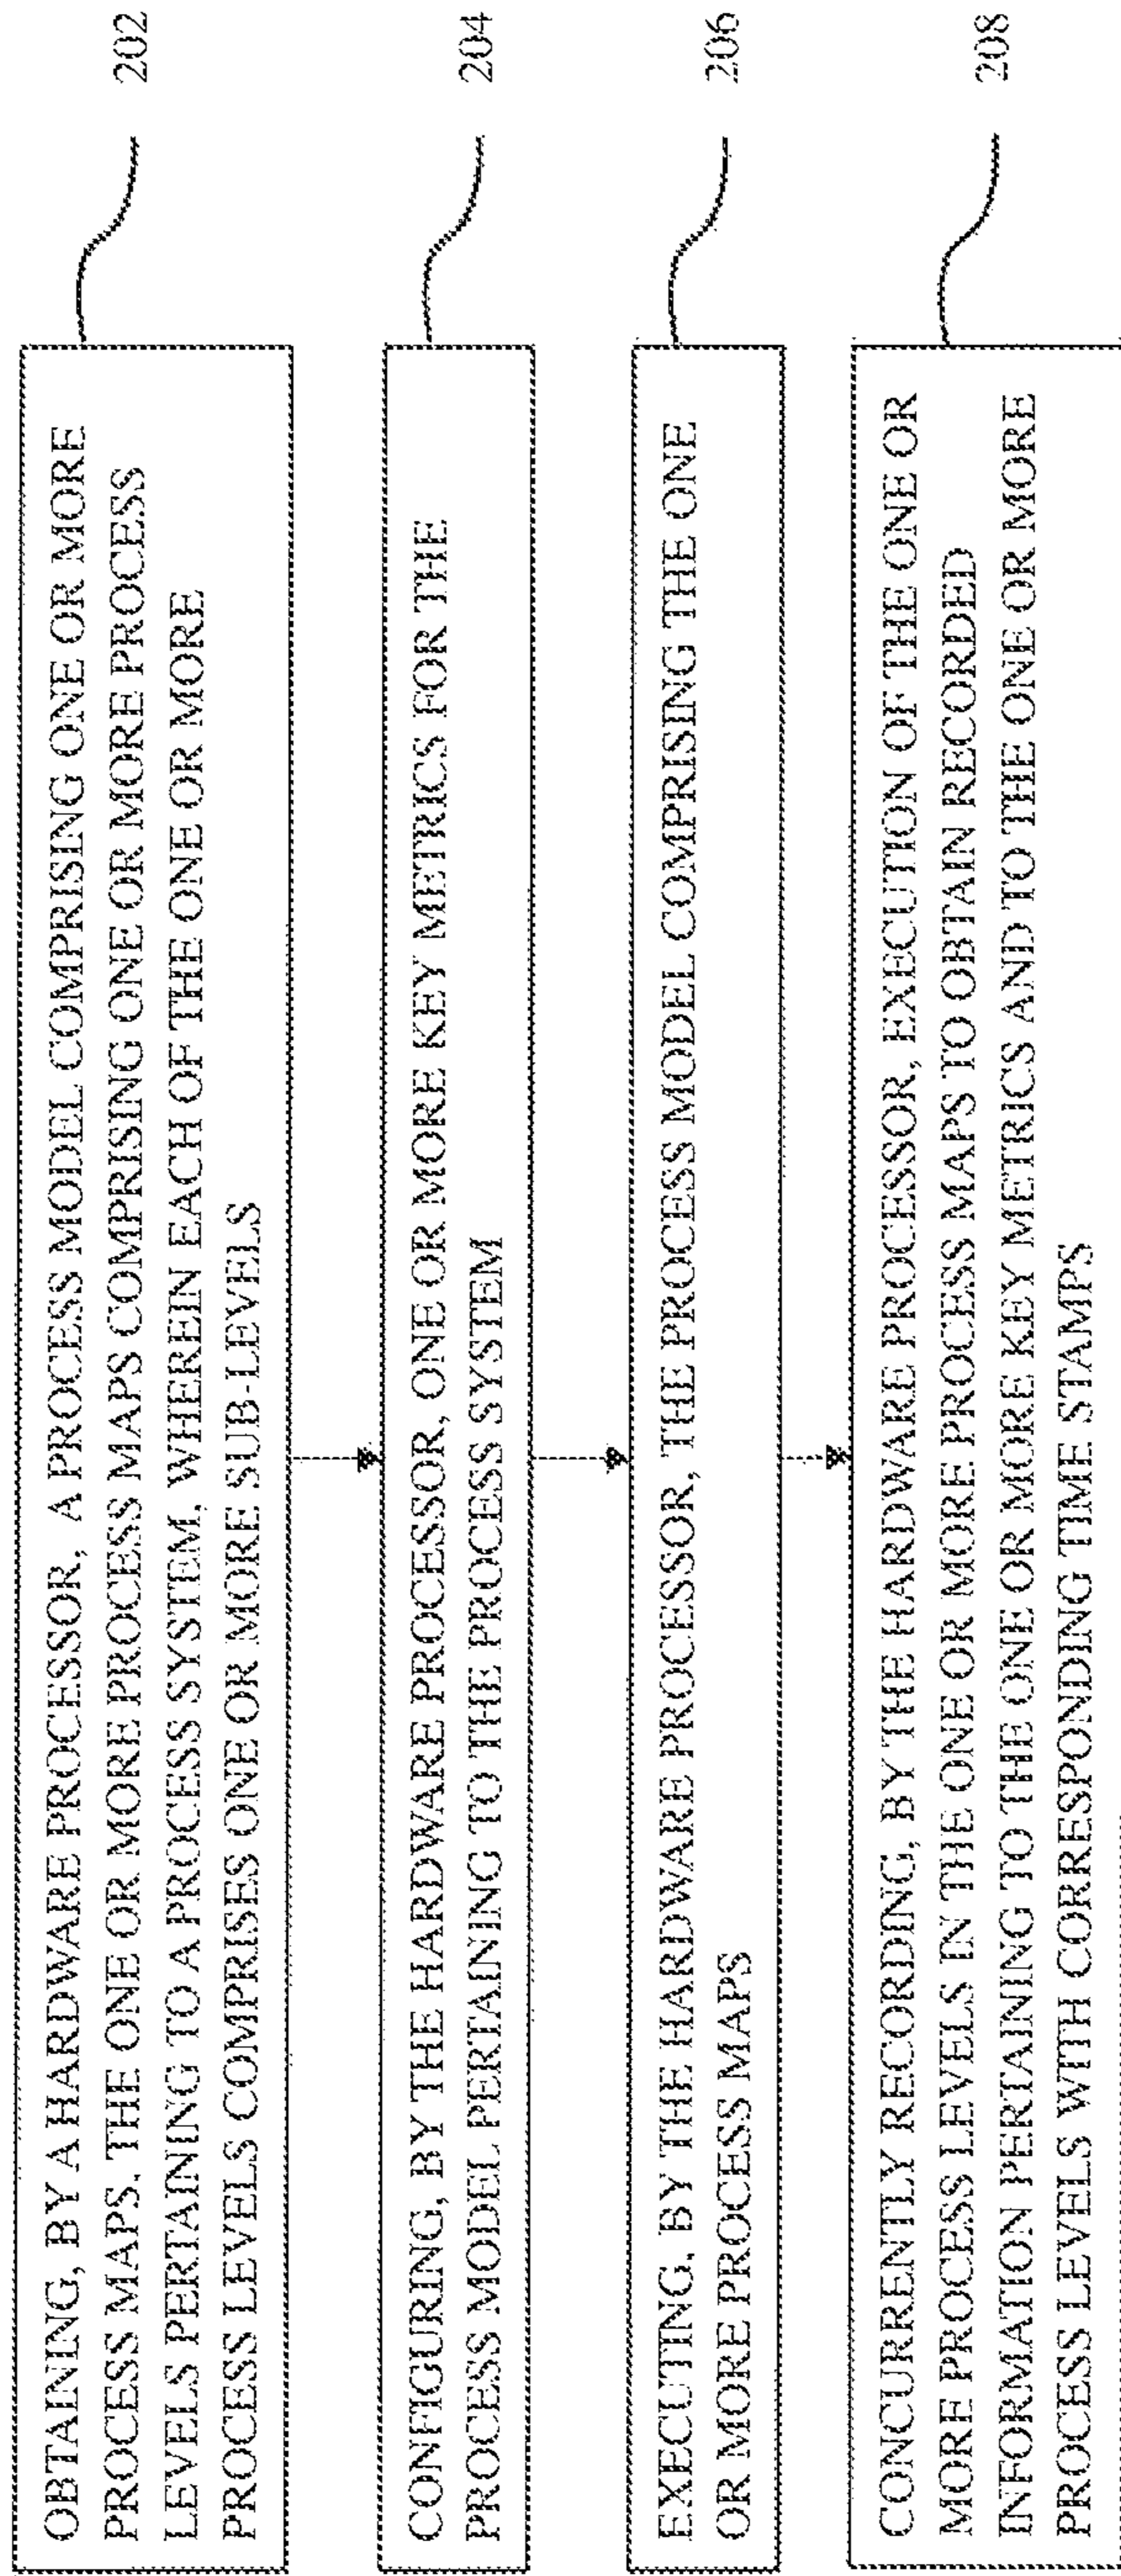 OBTAINING, BY A HARDWARE PROCESSOR, A PROCESS MODEL COMPRISING ONE OR MORE
PROCESS MAPS, THE ONE OR MORE PROCESS MAPS COMPRISING ONE OR MORE PROCESS
LEVELS PERTAINING TO A PROCESS SYSTEM, WHEREIN EACH OF THE ONE OR MORE
PROCESS LEVELS COMPRISES ONE OR MORE SUB-LEVELS
202
CONFIGURING, BY THE HARDWARE PROCESSOR, ONE OR MORE KEY METRICS FOR THE
PROCESS MODEL PERTAINING TO THE PROCESS SYSTEM
204
EXECUTING, BY THE HARDWARE PROCESSOR, THE PROCESS MODEL COMPRISING THE ONE
OR MORE PROCESS MAPS
206
CONCURRENTLY RECORDING, BY THE HARDWARE PROCESSOR, EXECUTION OF THE ONE OR
MORE PROCESS LEVELS IN THE ONE OR MORE PROCESS MAPS TO OBTAIN RECORDED
INFORMATION PERTAINING TO THE ONE OR MORE KEY METRICS AND TO THE ONE OR MORE
PROCESS LEVELS WITH CORRESPONDING TIME STAMPS
208